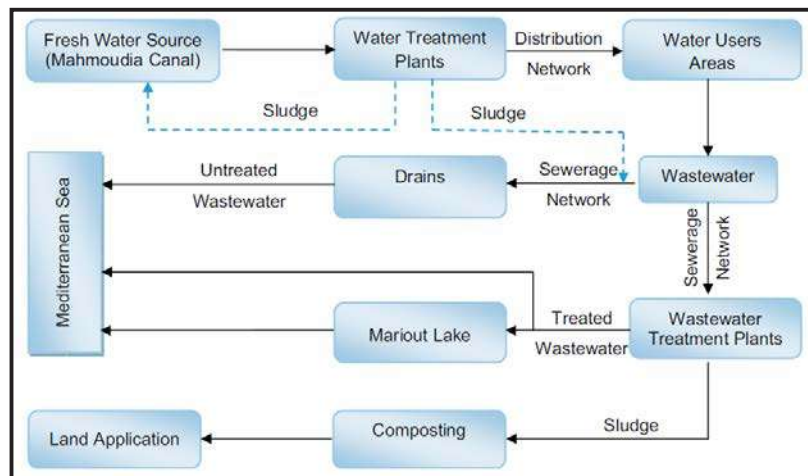 Fresh Water Source
(Mahmoudia Canal)
Water Treatment
Plants
Distribution
Network
Water Users
Areas
Sludge
Sludge
Mediterranean Sea
Untreated
Wastewater
Drains
Sewerage
Network
Wastewater
Sewerage
Network
Mariout Lake
Treated
Wastewater
Wastewater
Treatment Plants
Land Application
Composting
Sludge